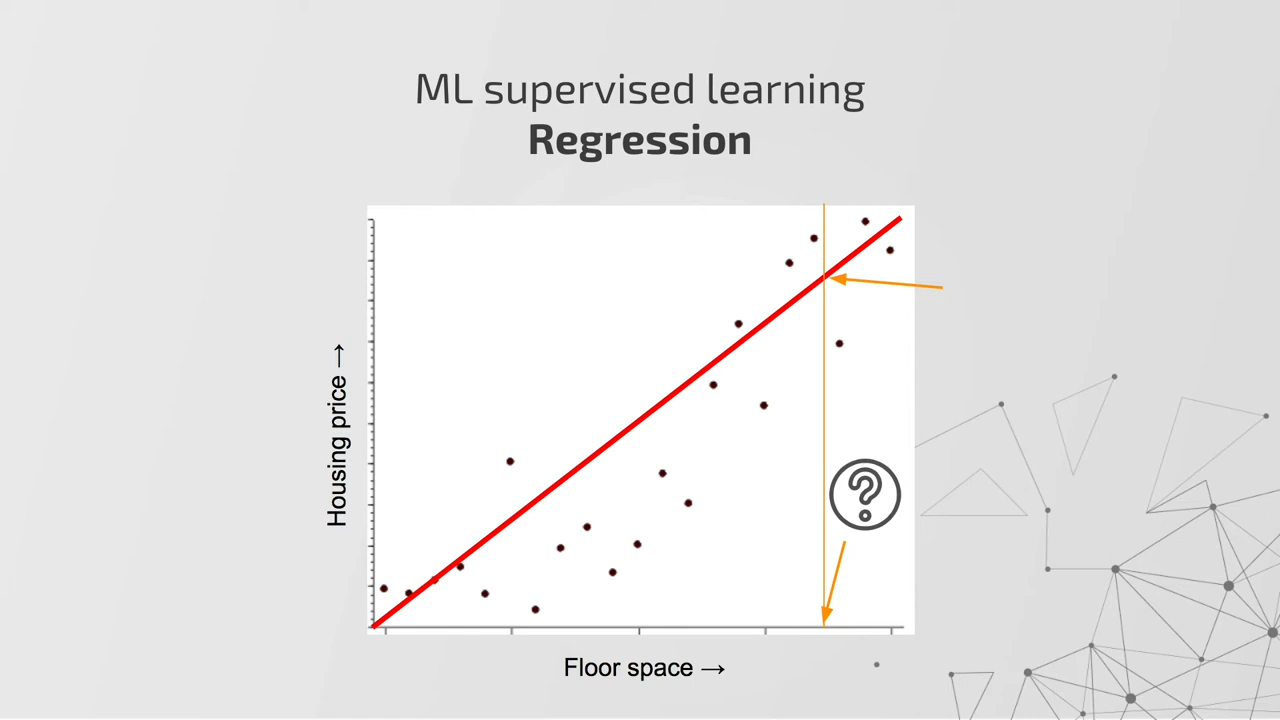 ML supervised learning
Regression
Housing price →
?
Floor space →